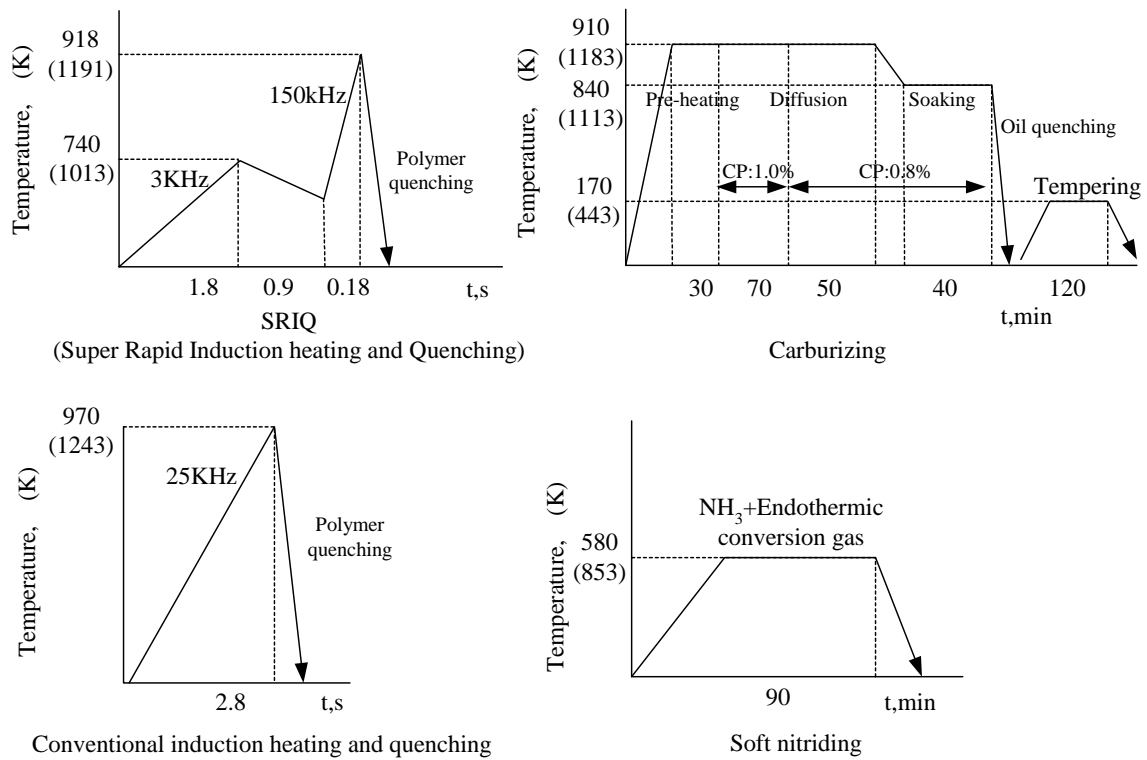 918
(1191)
740
(1013)
Temperature, (K)
3KHz
150kHz
Polymer
quenching
1.8 0.9 0.18 t,s
SRIQ
(Super Rapid Induction heating and Quenching)
910
(1183)
840
(1113)
170
(443)
Temperature, (K)
Pre-heating Diffusion Soaking
Oil quenching
CP:1.0% CP:0.8%
Tempering
30 70 50 40 120
t,min
Carburizing
970
(1243)
Temperature, (K)
25KHz
Polymer
quenching
2.8 t,s
Conventional induction heating and quenching
580
(853)
Temperature, (K)
NH3+Endothermic
conversion gas
90 t,min
Soft nitriding